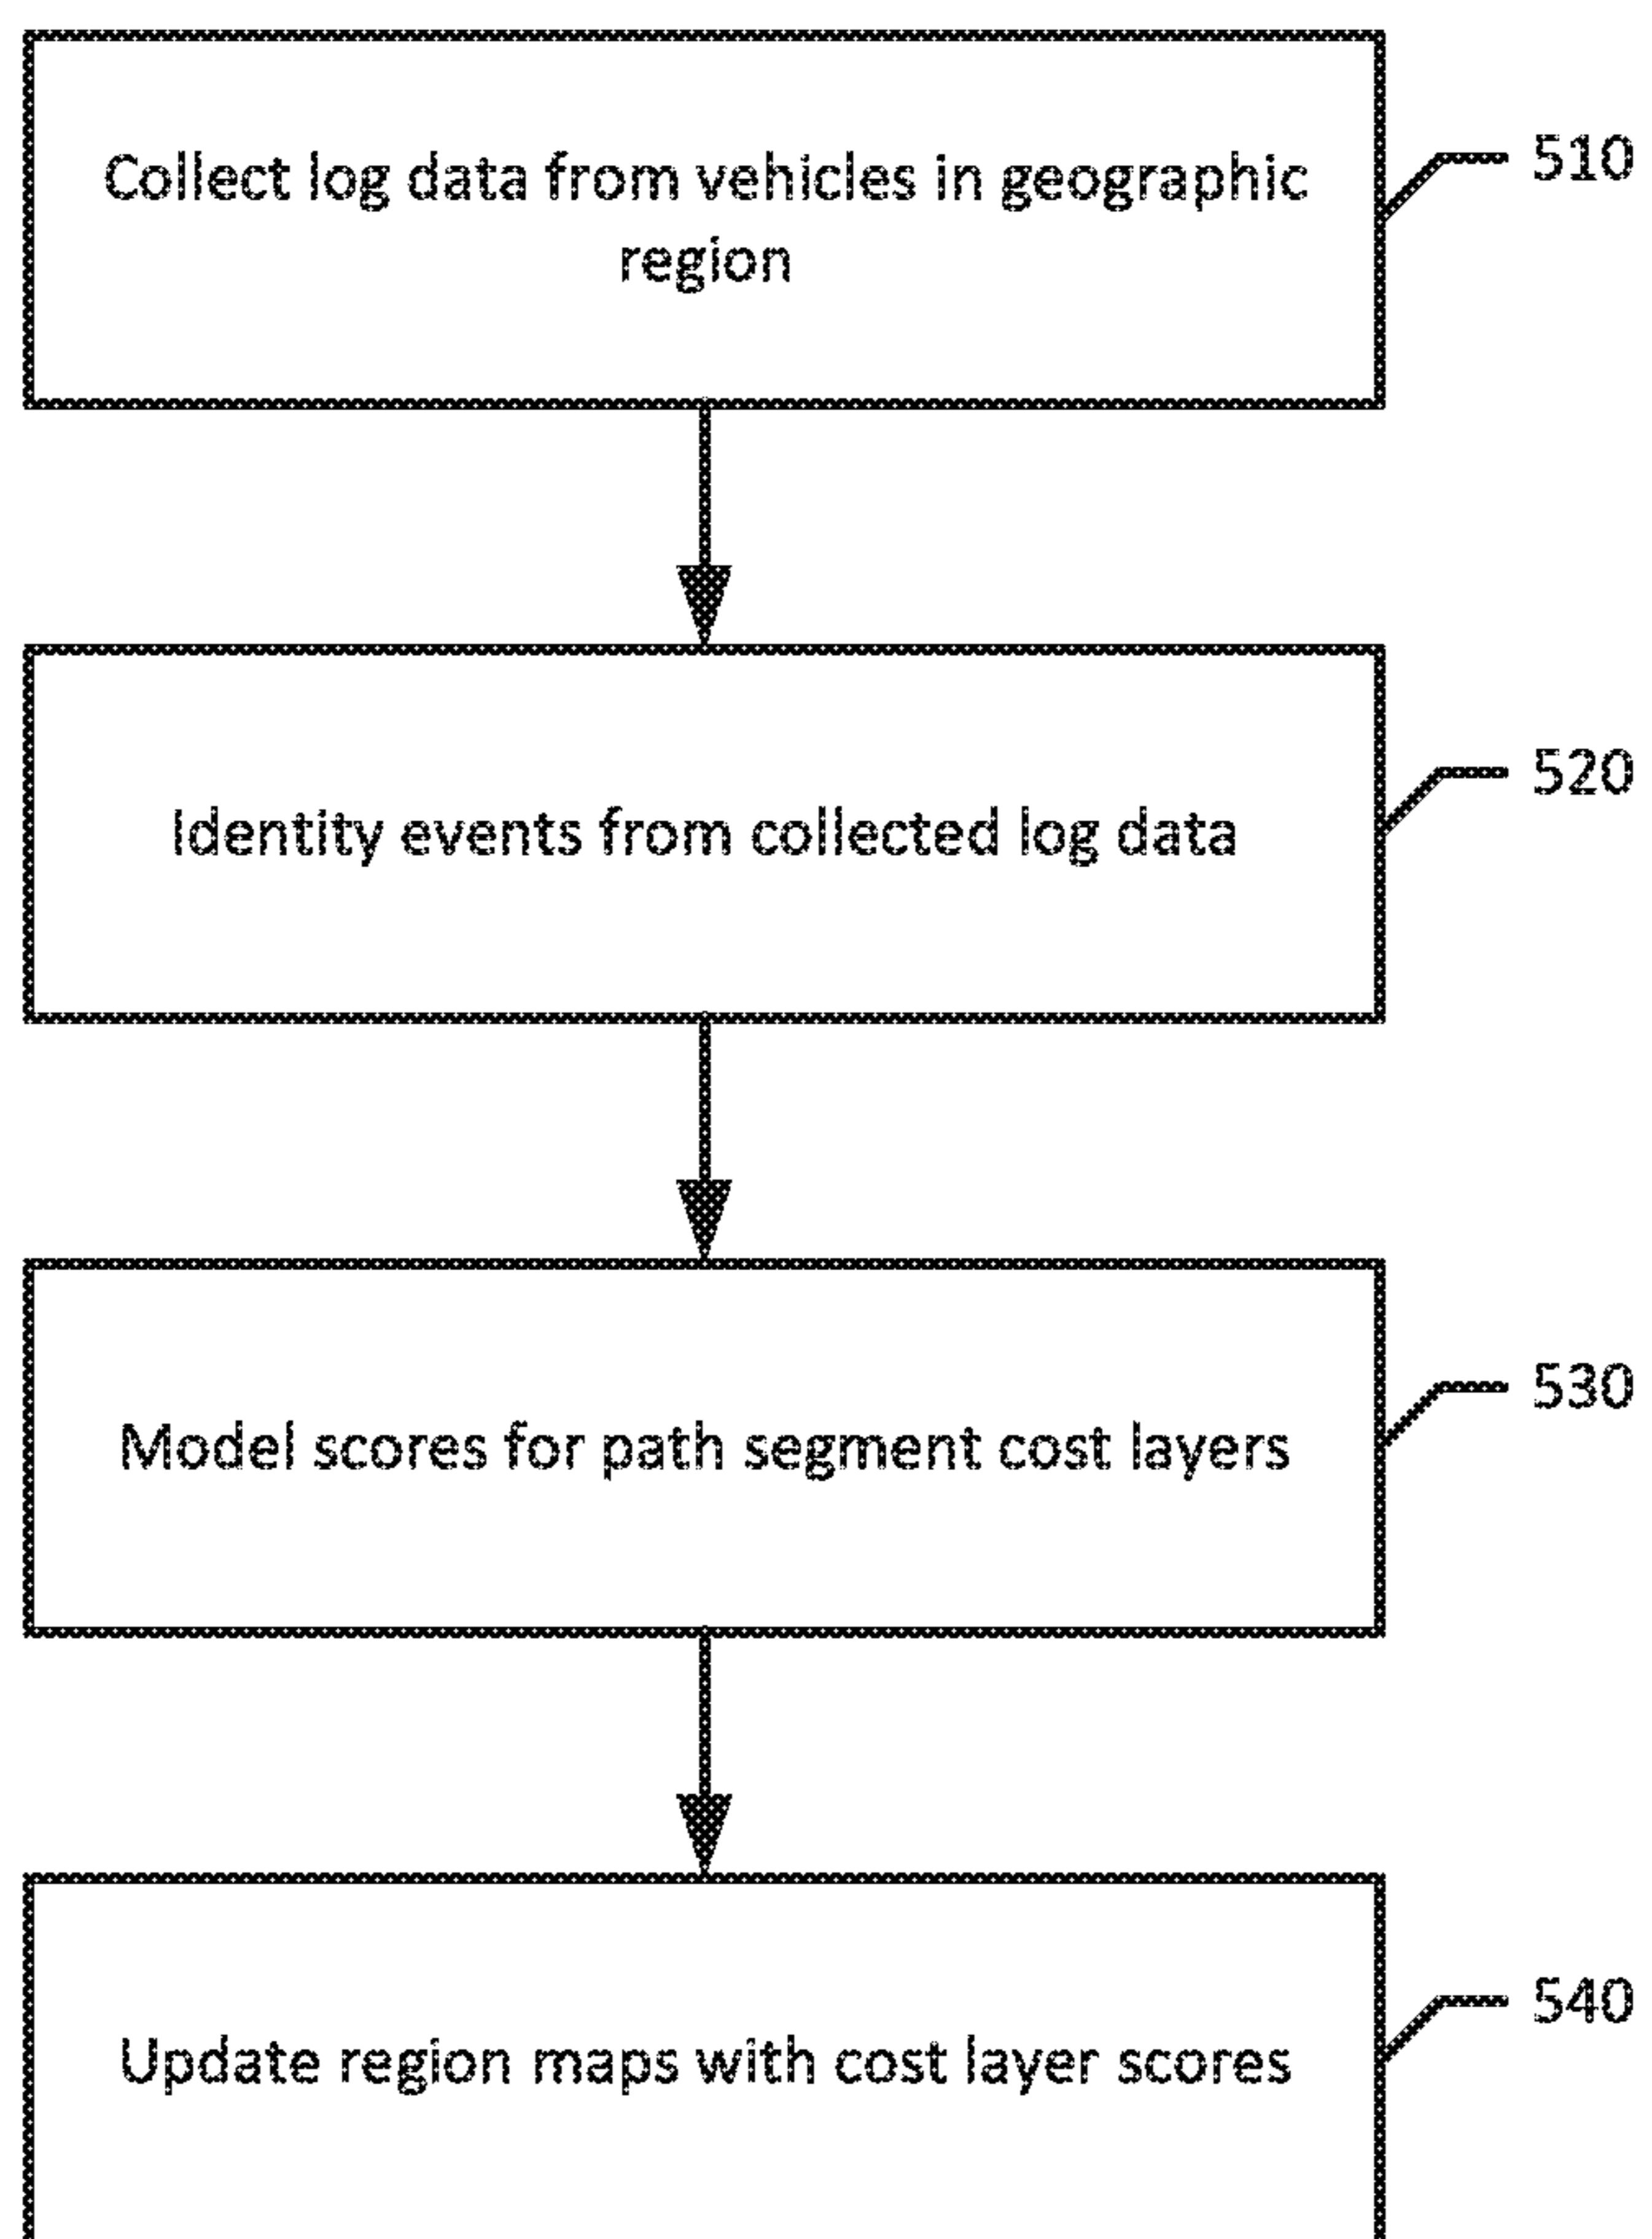 Collect log data from vehicles in geographic
region
510
Identity events from collected log data
520
Model scores for path segment cost layers
530
Update region maps with cost layer scores
540